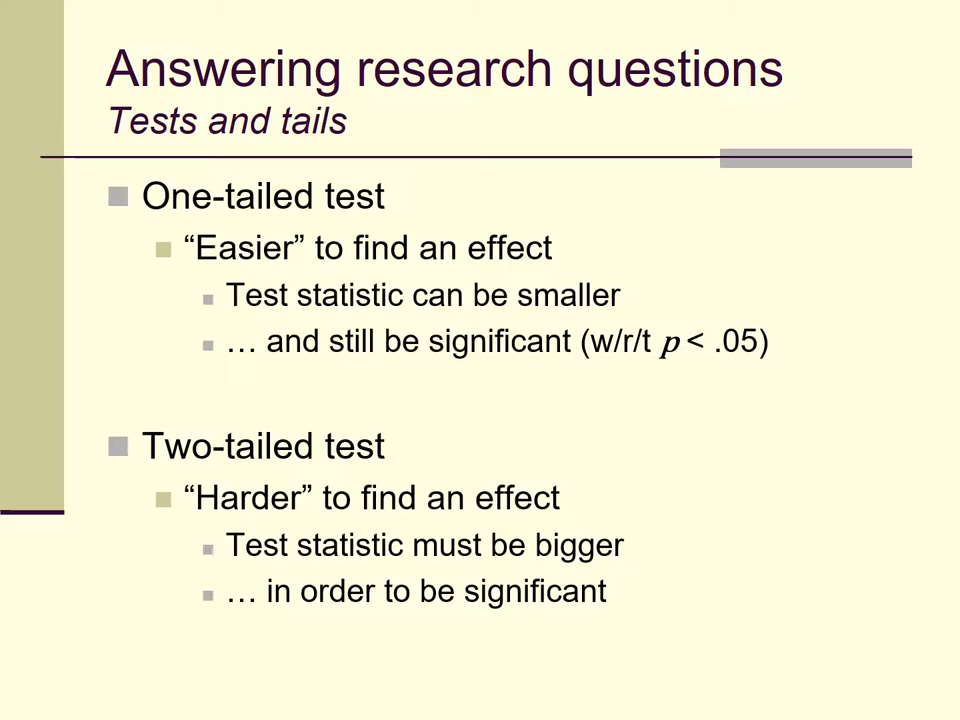 Answering research questions
Tests and tails
One-tailed test
“Easier” to find an effect
Test statistic can be smaller
… and still be significant (w/r/t p < .05)
Two-tailed test
“Harder” to find an effect
Test statistic must be bigger
… in order to be significant